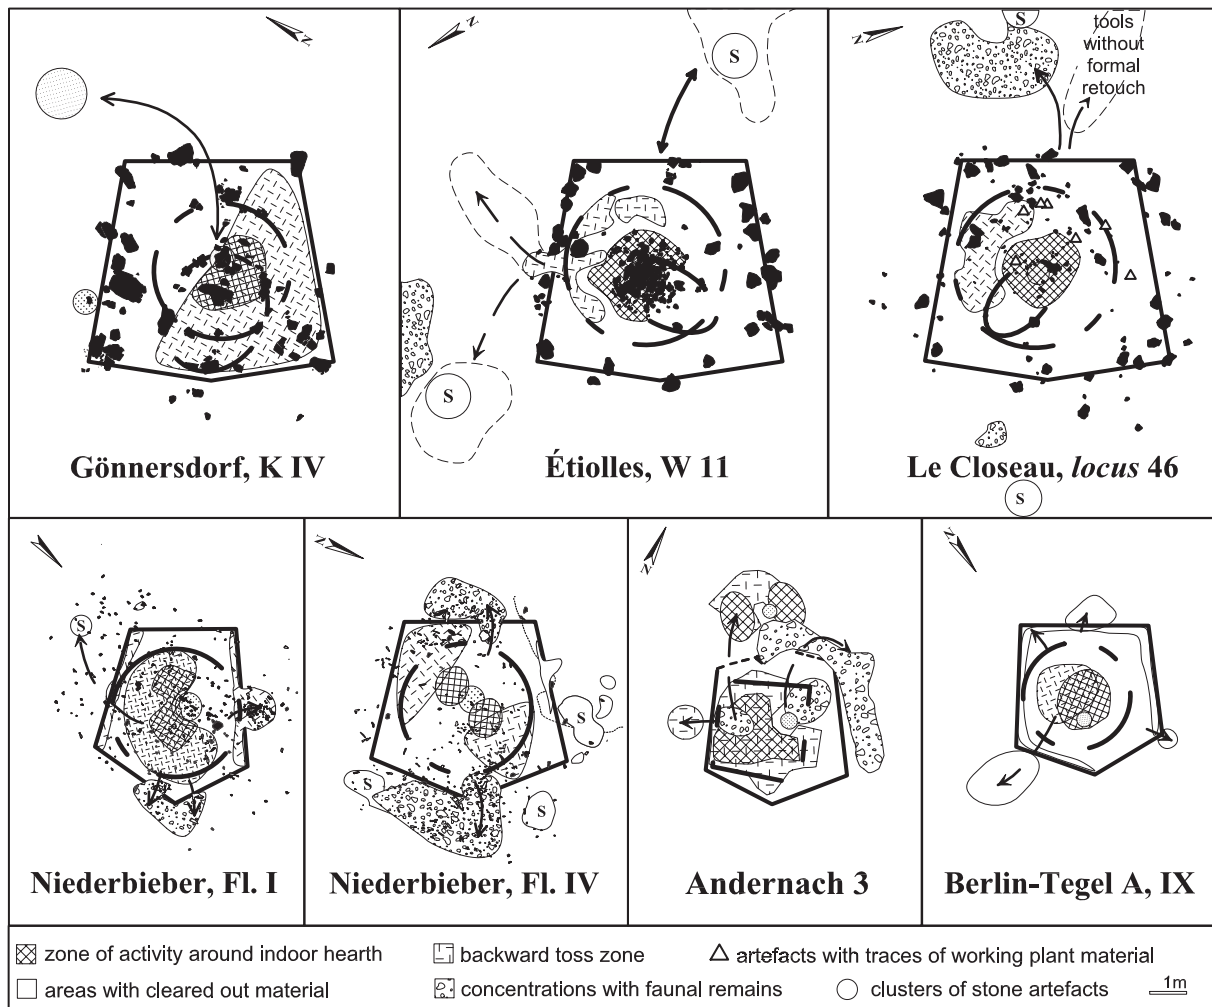 N
N
N
S
S
tools
without
formal
retouch
S
Gönnersdorf, K IV
Étiolles, W 11
Le Closeau, locus 46
S
N
N
N
N
S
S
S
S
Niederbieber, Fl. I
Niederbieber, Fl. IV
Andernach 3
Berlin-Tegel A, IX
zone of activity around indoor hearth
backward toss zone
artefacts with traces of working plant material
areas with cleared out material
concentrations with faunal remains
clusters of stone artefacts
1m